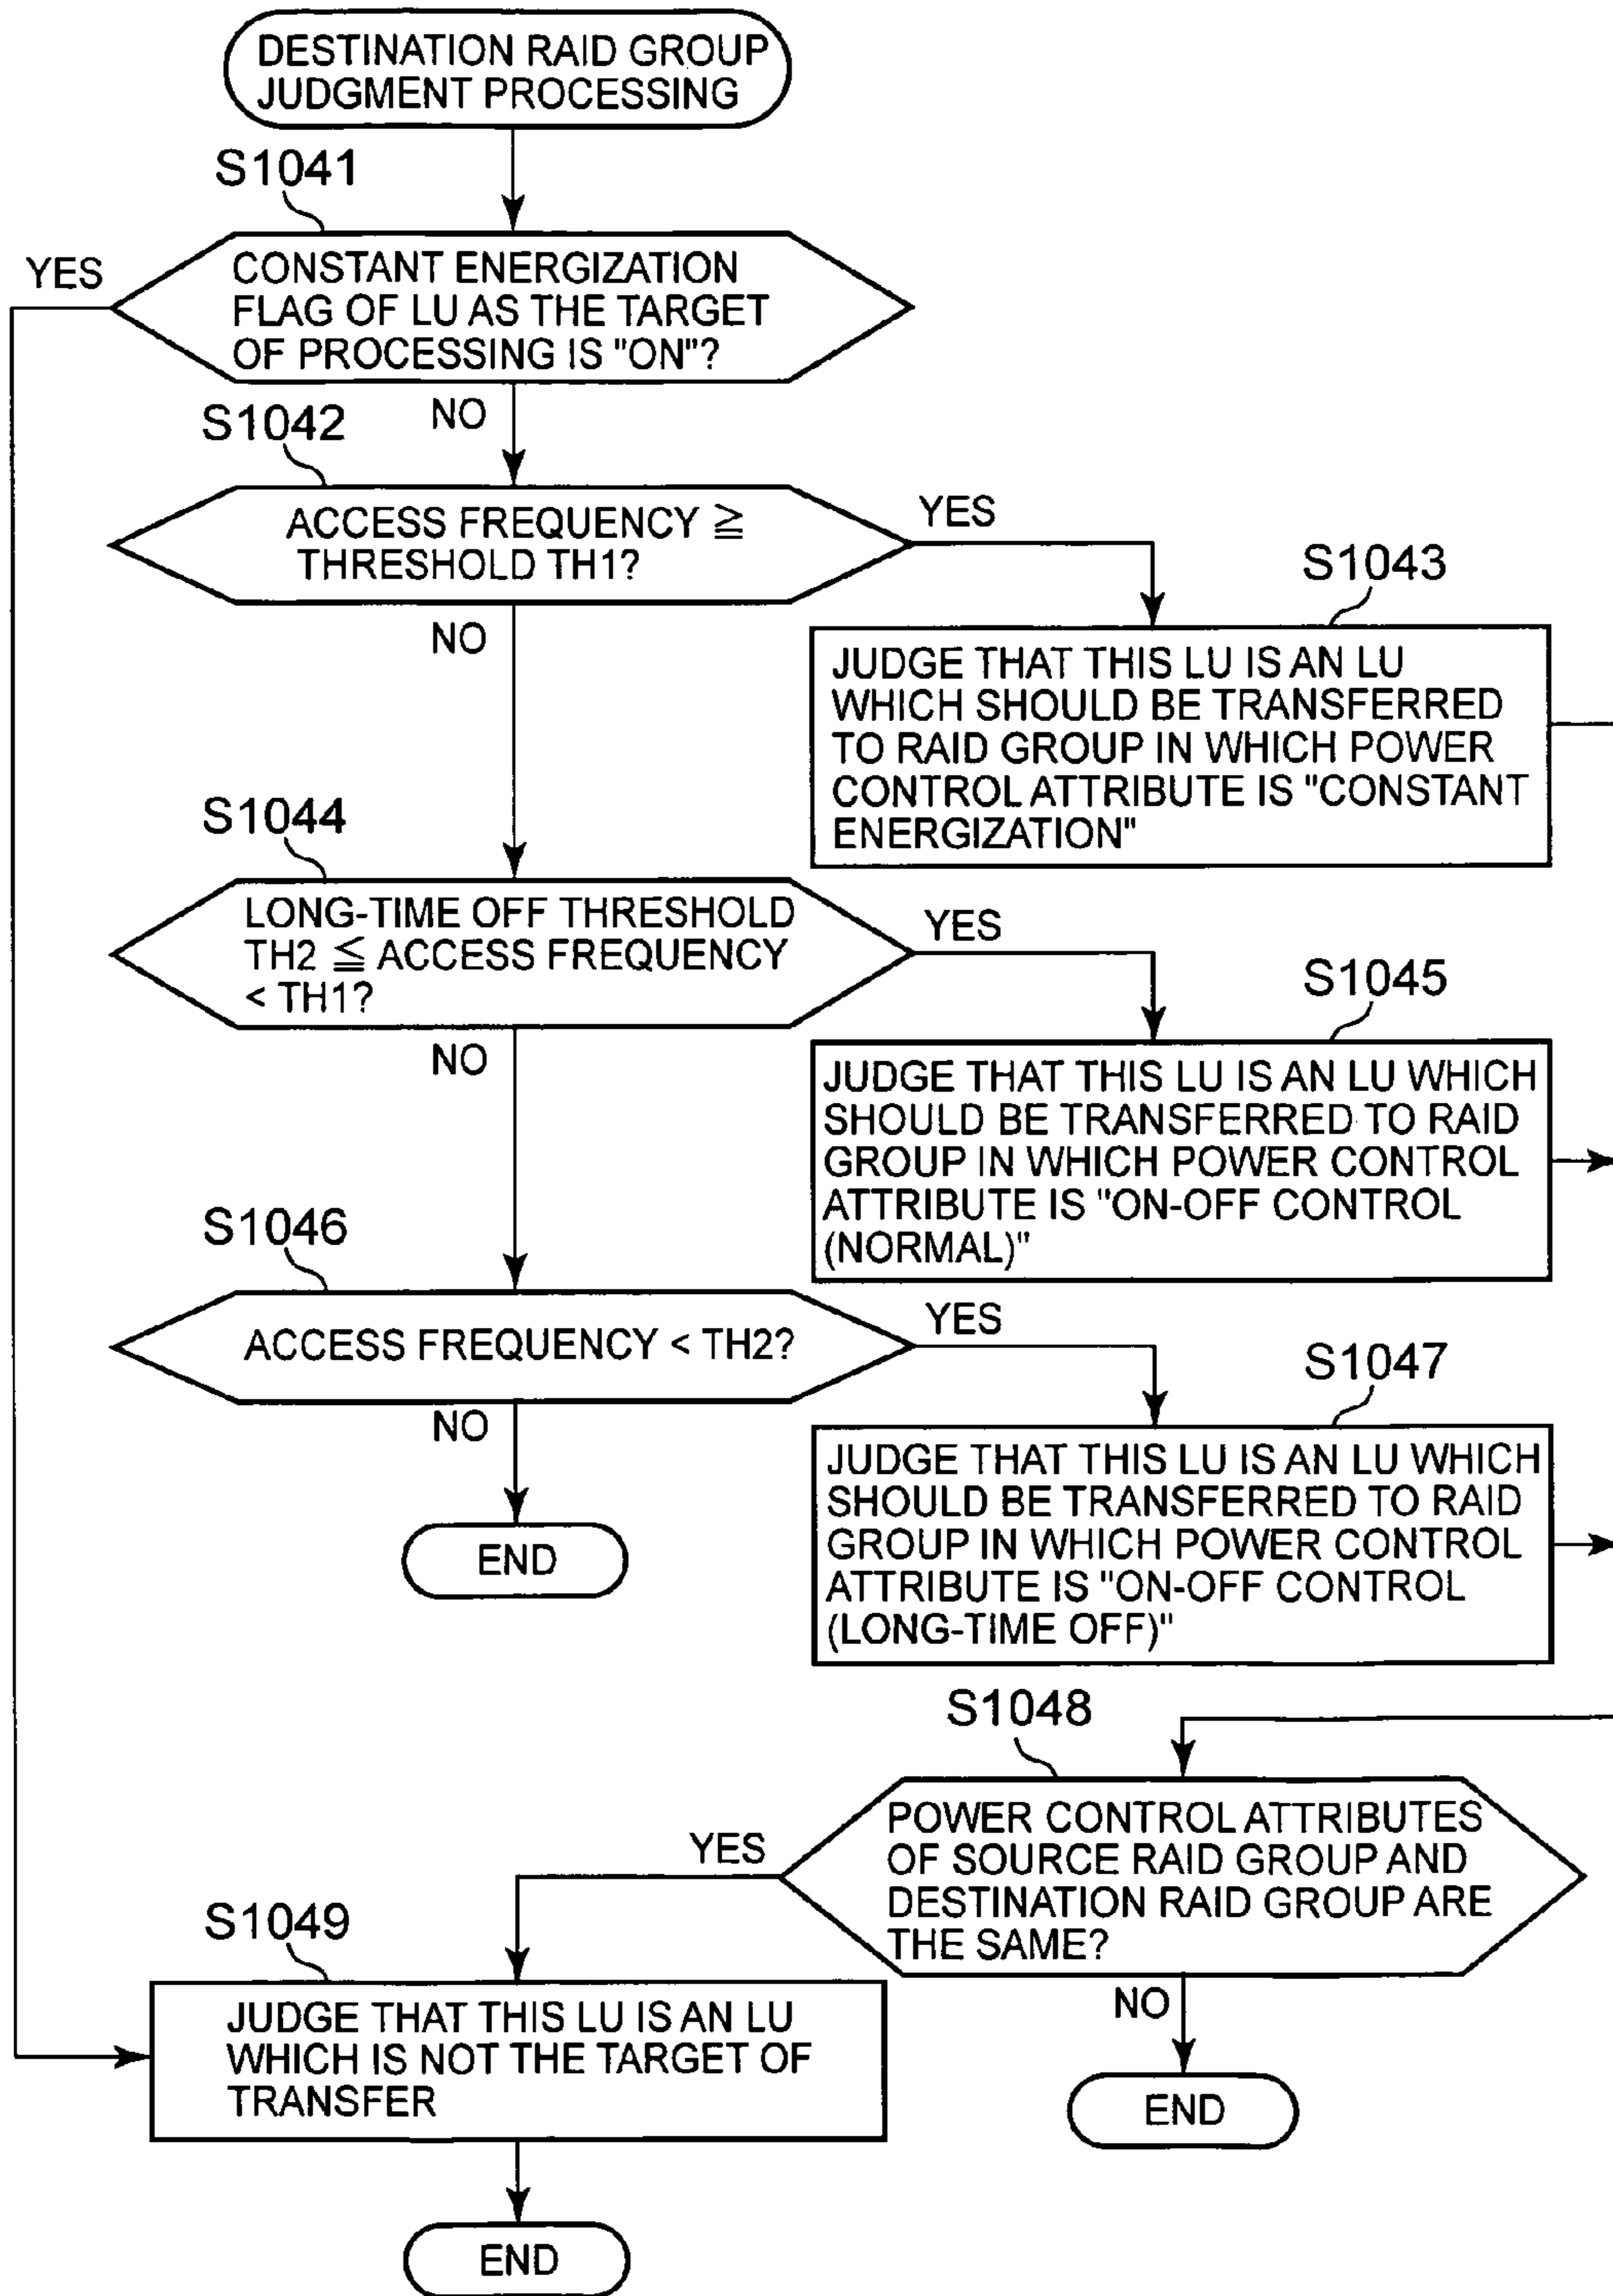 DESTINATION RAID GROUP
JUDGMENT PROCESSING
S1041
YES
CONSTANT ENERGIZATION
FLAG OF LU AS THE TARGET
OF PROCESSING IS "ON"?
NO
S1042
ACCESS FREQUENCY ≧
THRESHOLD TH1?
YES
NO
S1043
JUDGE THAT THIS LU IS AN LU
WHICH SHOULD BE TRANSFERRED
TO RAID GROUP IN WHICH POWER
CONTROL ATTRIBUTE IS "CONSTANT
ENERGIZATION"
S1044
LONG-TIME OFF THRESHOLD
TH2 ≦ ACCESS FREQUENCY
< TH1?
YES
NO
S1045
JUDGE THAT THIS LU IS AN LU WHICH
SHOULD BE TRANSFERRED TO RAID
GROUP IN WHICH POWER CONTROL
ATTRIBUTE IS "ON-OFF CONTROL
(NORMAL)"
S1046
ACCESS FREQUENCY < TH2?
YES
NO
END
S1047
JUDGE THAT THIS LU IS AN LU WHICH
SHOULD BE TRANSFERRED TO RAID
GROUP IN WHICH POWER CONTROL
ATTRIBUTE IS "ON-OFF CONTROL
(LONG-TIME OFF)"
S1048
POWER CONTROL ATTRIBUTES
OF SOURCE RAID GROUP AND
DESTINATION RAID GROUP ARE
THE SAME?
YES
NO
END
S1049
JUDGE THAT THIS LU IS AN LU
WHICH IS NOT THE TARGET OF
TRANSFER
END